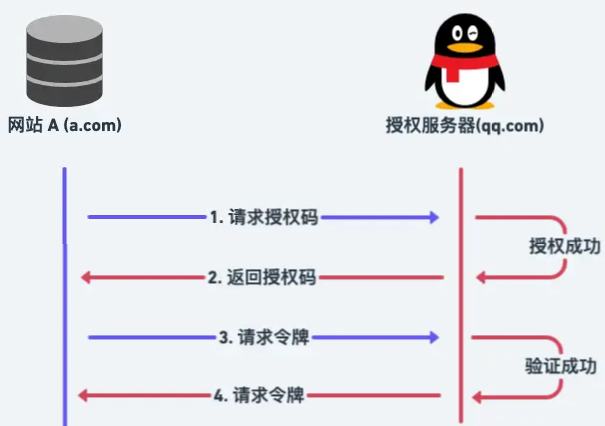 网站 A (a.com)
授权服务器(qq.com)
1. 请求授权码
授权成功
2. 返回授权码
3. 请求令牌
验证成功
4. 请求令牌